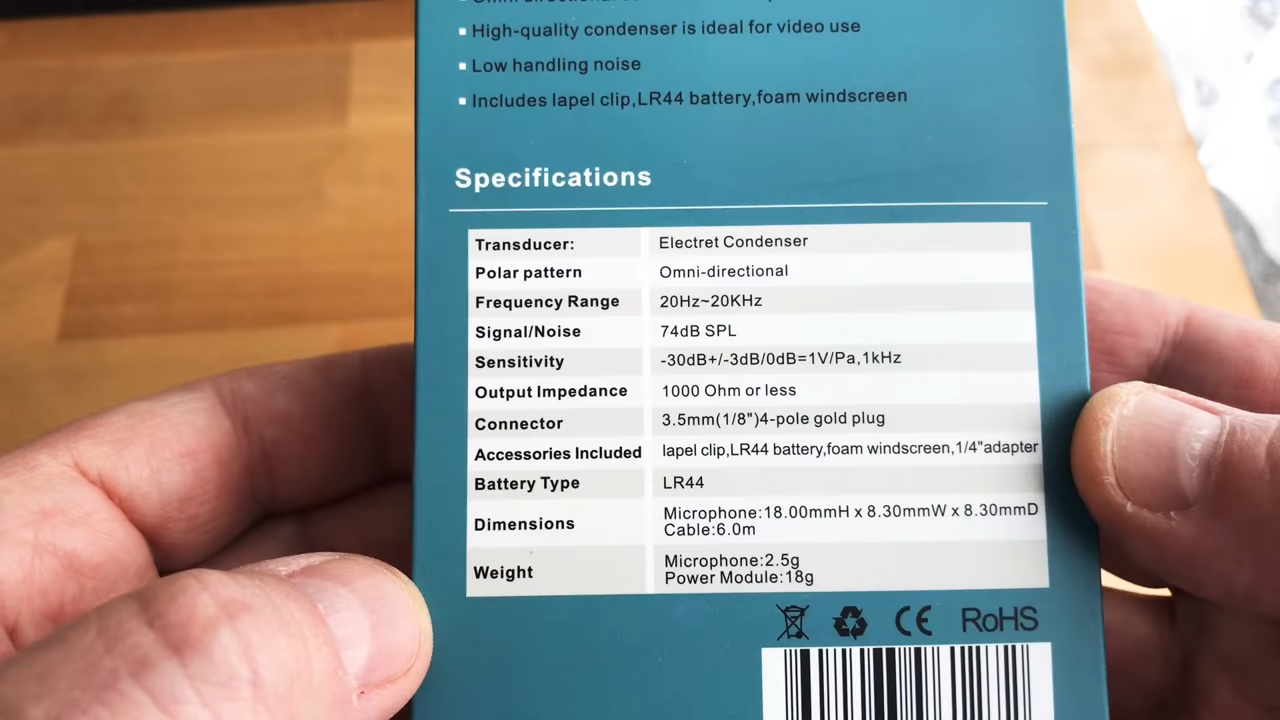 High-quality condenser is ideal for video use
Low handling noise
Includes lapel clip,LR44 battery,foam windscreen
Specifications
Transducer: Electret Condenser
Polar pattern Omni-directional
Frequency Range 20Hz~20KHz
Signal/Noise 74dB SPL
Sensitivity -30dB+/-3dB/0dB=1V/Pa,1kHz
Output Impedance 1000 Ohm or less
Connector 3.5mm(1/8")4-pole gold plug
Accessories Included lapel clip,LR44 battery,foam windscreen,1/4"adapter
Battery Type LR44
Dimensions Microphone:18.00mmH x 8.30mmW x 8.30mmD
Cable:6.0m
Weight Microphone:2.5g
Power Module:18g
CE RoHS